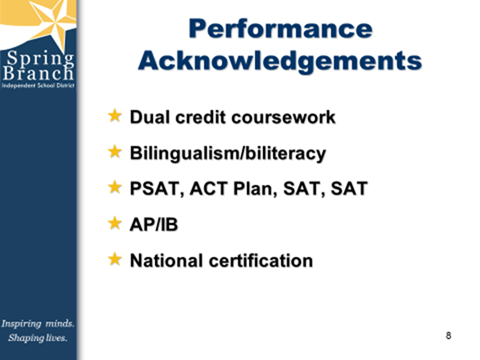 Spring
Branch
Independent School District
Performance
Acknowledgements
Dual credit coursework
Bilingualism/biliteracy
PSAT, ACT Plan, SAT, SAT
AP/IB
National certification
Inspiring minds.
Shaping lives.
8